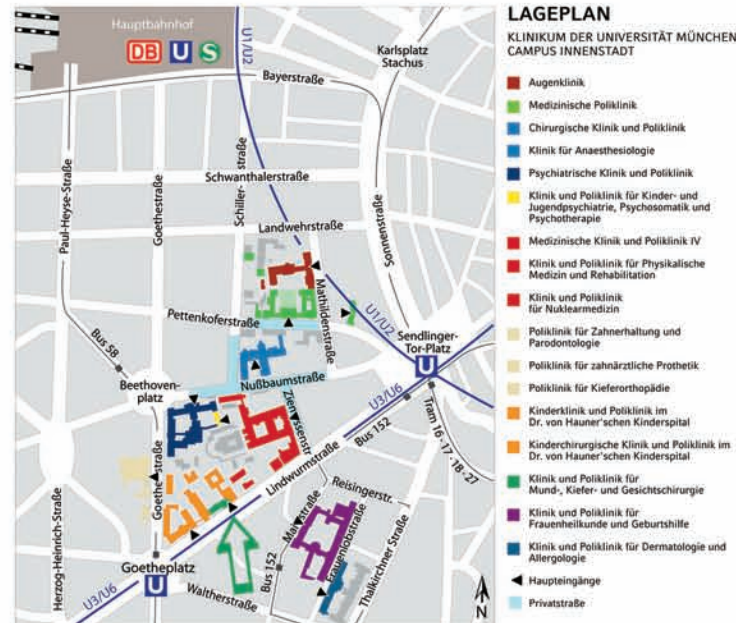 LAGEPLAN
KLINIKUM DER UNIVERSITÄT MÜNCHEN
CAMPUS INNENSTADT
Augenklinik
Medizinische Poliklinik
Chirurgische Klinik und Poliklinik
Klinik für Anaesthesiologie
Psychiatrische Klinik und Poliklinik
Klinik und Poliklinik für Kinder- und
Jugendpsychiatrie, Psychosomatik und
Psychotherapie
Medizinische Klinik und Poliklinik IV
Klinik und Poliklinik für Physikalische
Medizin und Rehabilitation
Klinik und Poliklinik
für Nuklearmedizin
Poliklinik für Zahnerhaltung und
Parodontologie
Poliklinik für zahnärztliche Prothetik
Poliklinik für Kieferorthopädie
Kinderklinik und Poliklinik im
Dr. von Hauner'schen Kinderspital
Kinderchirurgische Klinik und Poliklinik im
Dr. von Hauner'schen Kinderspital
Klinik und Poliklinik für
Mund-, Kiefer- und Gesichtschirurgie
Klinik und Poliklinik für
Frauenheilkunde und Geburtshilfe
Klinik und Poliklinik für Dermatologie und
Allergologie
Haupteingänge
Privatstraße
Hauptbahnhof
DB U S
U1/U2
Karlsplatz
Stachus
Bayerstraße
Paul-Heyse-Straße
Goethestraße
Schiller-straße
Schwanthalerstraße
Sonnenstraße
Landwehrstraße
Mathildenstraße
Pettenkoferstraße
U1/U2
Sendlinger-
Tor-Platz
U
Bus 58
Beethoven-
platz
Nußbaumstraße
Ziemssenstr
U3/U6
Bus 152
Tram 16·17·18·27
Lindwurmstraße
Reisingerstr.
Herzog-Heinrich-Straße
Frauenlobstraße
Thalkirchner Straße
Goetheplatz
U
Bus 152
U3/U6
Waltherstraße
N